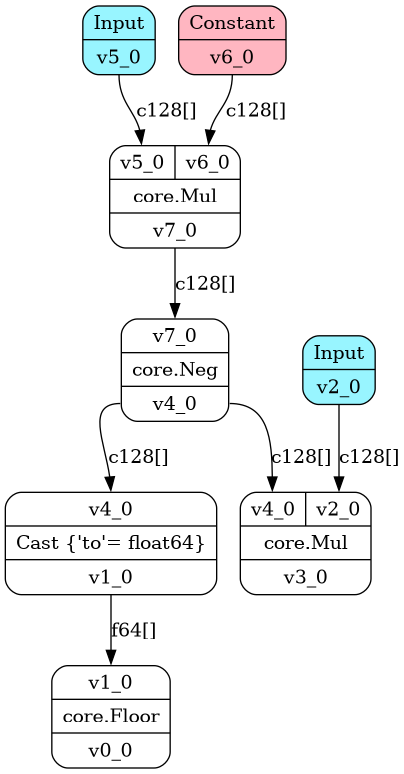 Input
v5_0
Constant
v6_0
c128[]
c128[]
v5_0
v6_0
core.Mul
v7_0
c128[]
v7_0
core.Neg
v4_0
Input
v2_0
c128[]
c128[]
c128[]
v4_0
Cast {'to'= float64}
v1_0
v4_0
v2_0
core.Mul
v3_0
f64[]
v1_0
core.Floor
v0_0